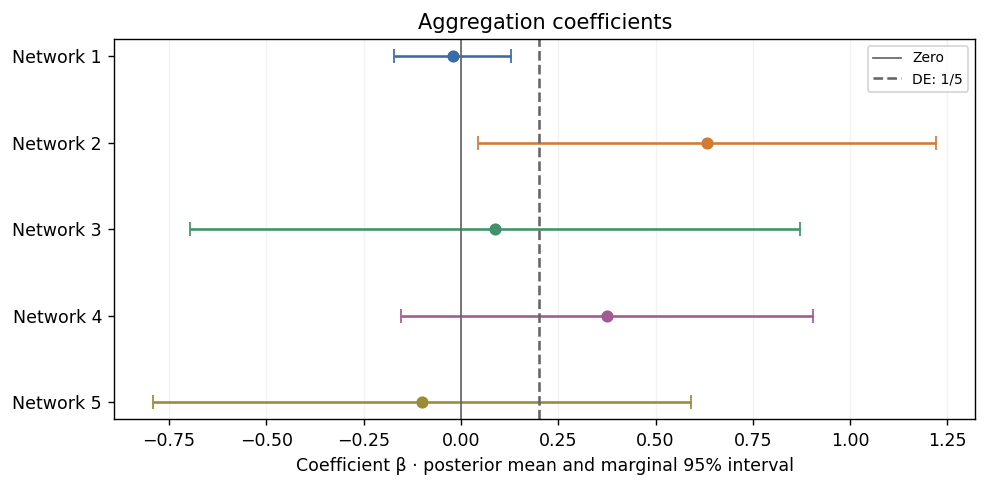 Aggregation coefficients
Network 1
Network 2
Network 3
Network 4
Network 5
Zero
DE: 1/5
−0.75 −0.50 −0.25 0.00 0.25 0.50 0.75 1.00 1.25
Coefficient β · posterior mean and marginal 95% interval